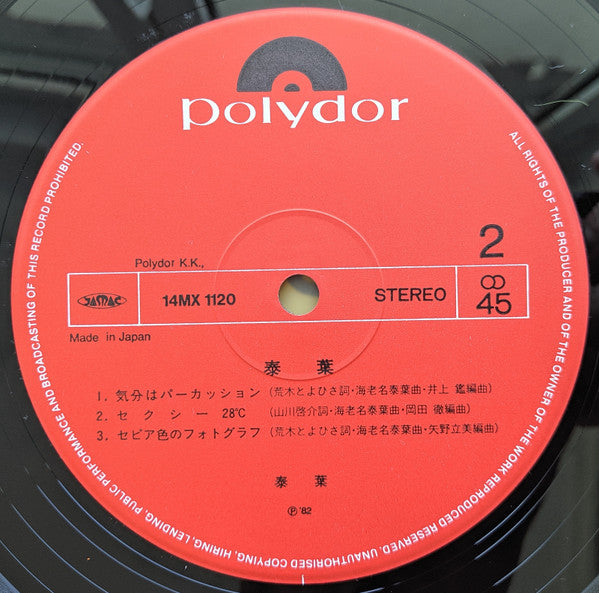 polydor
2
Polydor K.K.,
JASRAC
14MX 1120
STEREO
45
Made in Japan
泰 葉
1. 気分はパーカッション (荒木とよひさ詞・海老名泰葉曲・井上 鑑編曲)
2. セ ク シ ー 28℃ (山川啓介詞・海老名泰葉曲・岡田 徹編曲)
3. セピア色のフォトグラフ (荒木とよひさ詞・海老名泰葉曲・矢野立美編曲)
泰 葉
Ⓟ '82
ALL RIGHTS OF THE PRODUCER AND OF THE OWNER OF THE WORK REPRODUCED RESERVED. UNAUTHORISED COPYING, HIRING, LENDING, PUBLIC PERFORMANCE AND BROADCASTING OF THIS RECORD PROHIBITED.